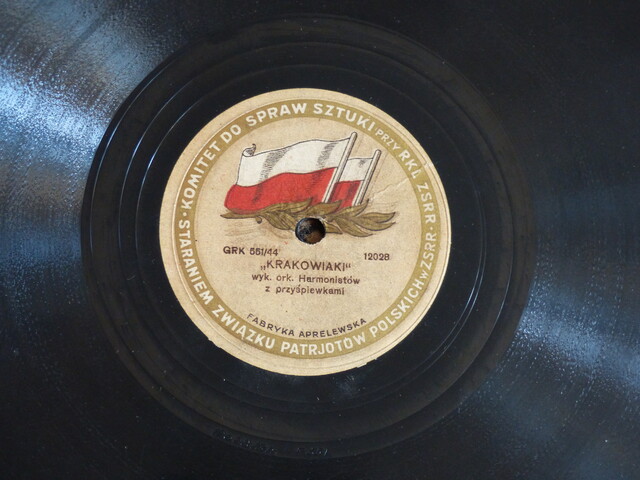 KOMITET DO SPRAW SZTUKI PRZY RKL ZSRR
STARANIEM ZWIĄZKU PATRJOTÓW POLSKICH w ZSRR
GRK 551/44 12028
„KRAKOWIAKI"
wyk. ork. Harmonistów
z przyśpiewkami
FABRYKA APRELEWSKA